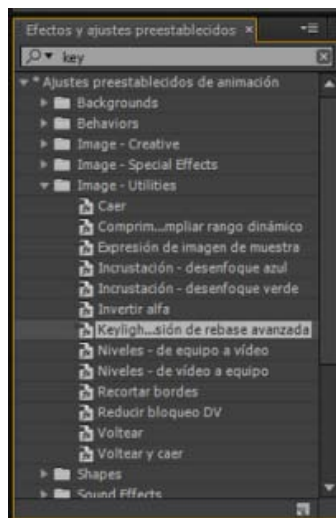 Efectos y ajustes preestablecidos
key
* Ajustes preestablecidos de animación
Backgrounds
Behaviors
Image - Creative
Image - Special Effects
Image - Utilities
Caer
Comprim...mpliar rango dinámico
Expresión de imagen de muestra
Incrustación - desenfoque azul
Incrustación - desenfoque verde
Invertir alfa
Keyligh...sión de rebase avanzada
Niveles - de equipo a vídeo
Niveles - de vídeo a equipo
Recortar bordes
Reducir bloqueo DV
Voltear
Voltear y caer
Shapes
Sound Effects